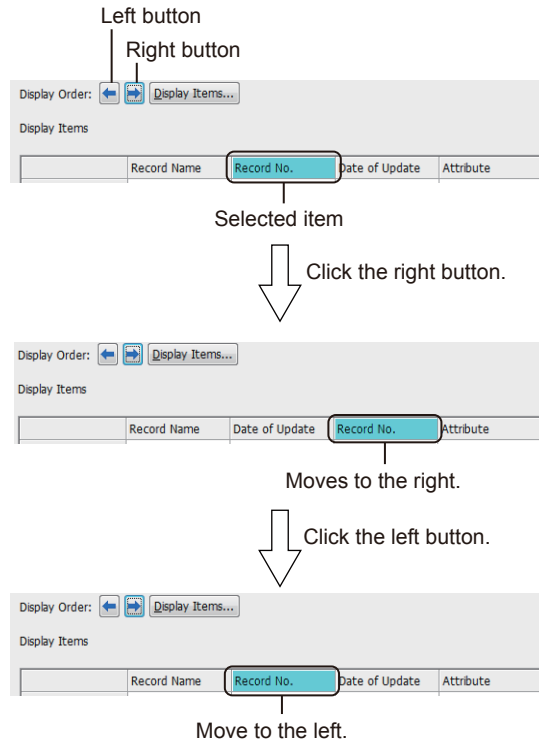 Left button
Right button
Display Order: Display Items...
Display Items
Record Name Record No. Date of Update Attribute
Selected item
Click the right button.
Display Order: Display Items...
Display Items
Record Name Date of Update Record No. Attribute
Moves to the right.
Click the left button.
Display Order: Display Items...
Display Items
Record Name Record No. Date of Update Attribute
Move to the left.